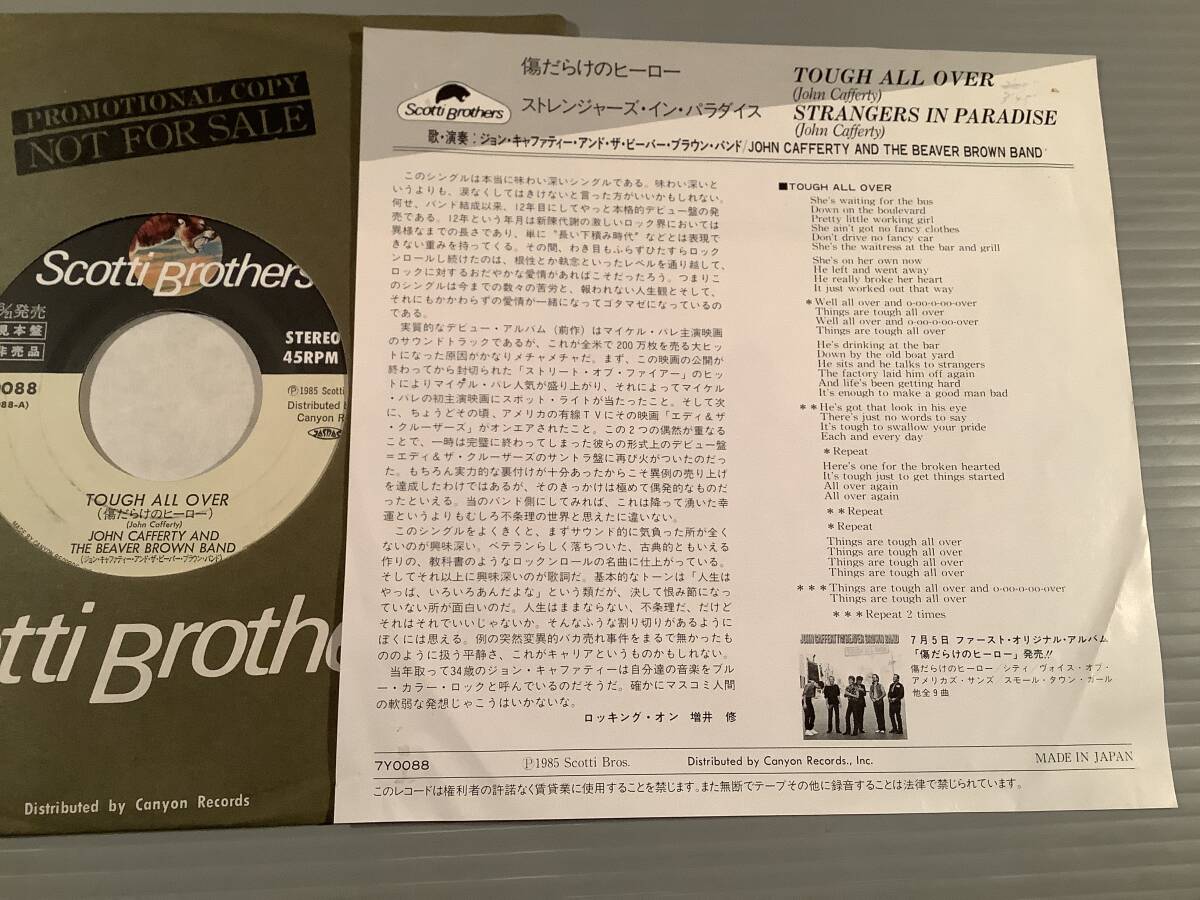 PROMOTIONAL COPY
NOT FOR SALE
Scotti Brothers
発売
見本盤
非売品
STEREO
45RPM
0088
088-A)
Ⓟ1985 Scotti
Distributed
Canyon R
TOUGH ALL OVER
(傷だらけのヒーロー)
(John Cafferty)
JOHN CAFFERTY AND
THE BEAVER BROWN BAND
(ジョン・キャファティー・アンド・ザ・ビーバー・ブラウン・バンド)
tti Brothe
Distributed by Canyon Records
Scotti Brothers
傷だらけのヒーロー
ストレンジャーズ・イン・パラダイス
TOUGH ALL OVER
(John Cafferty)
STRANGERS IN PARADISE
(John Cafferty)
歌・演奏：ジョン・キャファティー・アンド・ザ・ビーバー・ブラウン・バンド/JOHN CAFFERTY AND THE BEAVER BROWN BAND
このシングルは本当に味わい深いシングルである。味わい深いと
いうよりも、涙なくしてはきけないと言った方がいいかもしれない。
何せ、バンド結成以来、12年目にしてやっと本格的デビュー盤の発
売である。12年という年月は新陳代謝の激しいロック界においては
異様なまでの長さであり、単に“長い下積み時代”などとは表現で
きない重みを持ってくる。その間、わき目もふらずひたすらロック
ンロールし続けたのは、根性とか執念といったレベルを通り越して、
ロックに対するおだやかな愛情があればこそだったろう。つまりこ
のシングルは今までの数々の苦労と、報われない人生観とそして、
それにもかかわらずの愛情が一緒になってゴタマゼになっているの
である。
実質的なデビュー・アルバム（前作）はマイケル・パレ主演映画
のサウンドトラックであるが、これが全米で200万枚を売る大ヒッ
トになった原因がかなりメチャメチャだ。まず、この映画の公開が
終わってから封切られた「ストリート・オブ・ファイアー」のヒッ
トによりマイケル・パレ人気が盛り上がり、それによってマイケル
・パレの初主演映画にスポット・ライトが当たったこと。そして次
に、ちょうどその頃、アメリカの有線TVにその映画「エディ＆ザ
・クルーザーズ」がオンエアされたこと。この2つの偶然が重なる
ことで、一時は完璧に終わってしまった彼らの形式上のデビュー盤
＝エディ＆ザ・クルーザーズのサントラ盤に再び火がついたのだっ
た。もちろん実力的な裏付けが十分あったからこそ異例の売り上げ
を達成したわけではあるが、そのきっかけは極めて偶発的なものだ
ったといえる。当のバンド側にしてみれば、これは降って湧いた幸
運というよりもむしろ不条理の世界と思えたに違いない。
このシングルをよくきくと、まずサウンド的に気負った所が全く
ないのが興味深い。ベテランらしく落ちついた、古典的ともいえる
作りの、教科書のようなロックンロールの名曲に仕上がっている。
そしてそれ以上に興味深いのが歌詞だ。基本的なトーンは「人生は
やっぱ、いろいろあんだよな」という類だが、決して恨み節になっ
ていない所が面白いのだ。人生はままならない、不条理だ、だけど
それはそれでいいじゃないか。そんなふうな割り切りがあるように
ぼくには思える。例の突然変異的バカ売れ事件をまるで無かったも
ののように扱う平静さ、これがキャリアというものかもしれない。
当年取って34歳のジョン・キャファティーは自分達の音楽をブル
ー・カラー・ロックと呼んでいるのだそうだ。確かにマスコミ人間
の軟弱な発想じゃこうはいかないな。
ロッキング・オン 増井 修
■TOUGH ALL OVER
She's waiting for the bus
Down on the boulevard
Pretty little working girl
She ain't got no fancy clothes
Don't drive no fancy car
She's the waitress at the bar and grill
She's on her own now
He left and went away
He really broke her heart
It just worked out that way
*Well all over and o-oo-o-oo-over
Things are tough all over
Well all over and o-oo-o-oo-over
Things are tough all over
He's drinking at the bar
Down by the old boat yard
He sits and he talks to strangers
The factory laid him off again
And life's been getting hard
It's enough to make a good man bad
**He's got that look in his eye
There's just no words to say
It's tough to swallow your pride
Each and every day
*Repeat
Here's one for the broken hearted
It's tough just to get things started
All over again
All over again
**Repeat
*Repeat
Things are tough all over
Things are tough all over
Things are tough all over
Things are tough all over
***Things are tough all over and o-oo-o-oo-over
Things are tough all over
***Repeat 2 times
JOHN CAFFERTY AND THE BEAVER BROWN BAND
7月5日 ファースト・オリジナル・アルバム
「傷だらけのヒーロー」発売!!
傷だらけのヒーロー／シティ／ヴォイス・オブ・
アメリカズ・サンズ／スモール・タウン・ガール
他全9曲
7Y0088
Ⓟ1985 Scotti Bros.
Distributed by Canyon Records., Inc.
MADE IN JAPAN
このレコードは権利者の許諾なく賃貸業に使用することを禁じます。また無断でテープその他に録音することは法律で禁じられています。